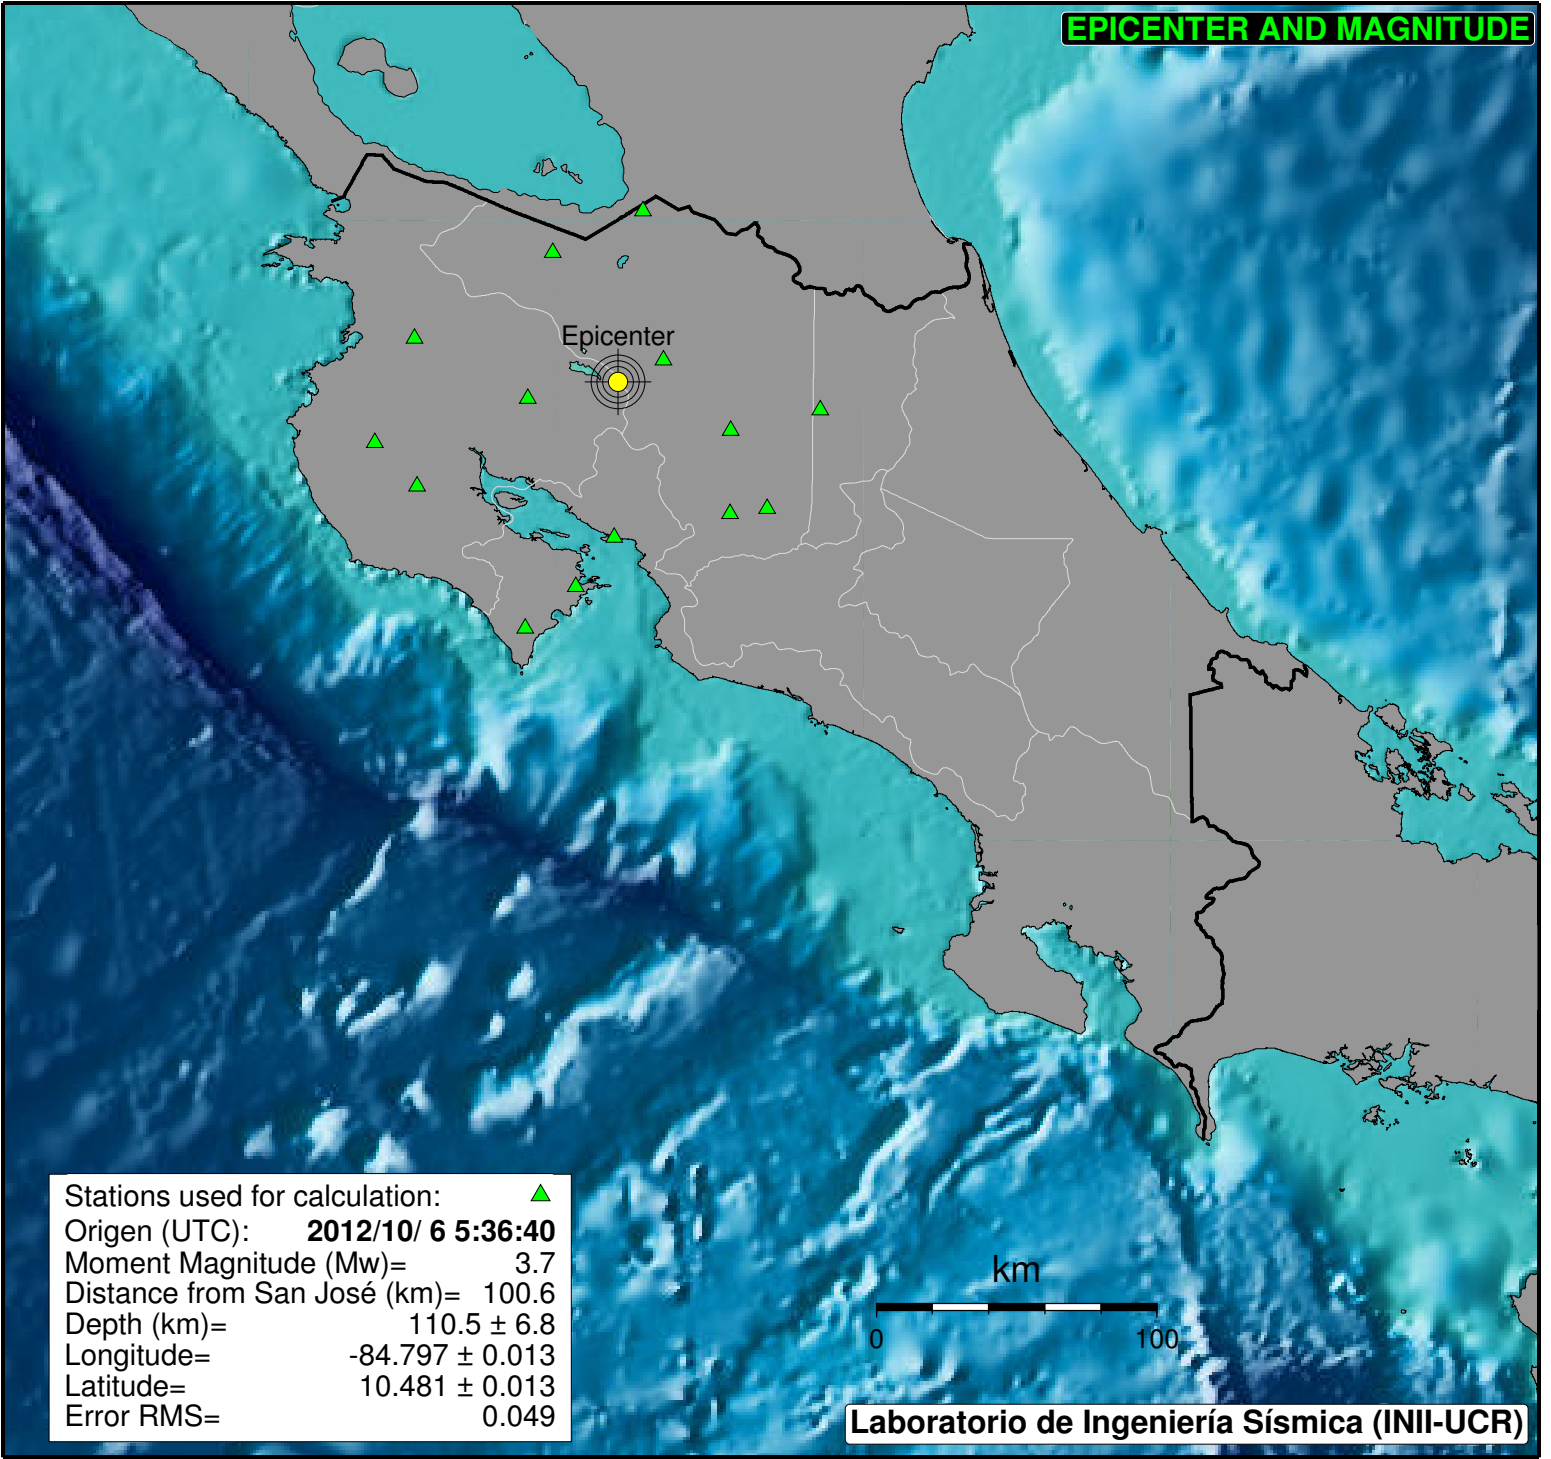 EPICENTER AND MAGNITUDE
Epicenter
Stations used for calculation:
Origen (UTC): 2012/10/ 6 5:36:40
Moment Magnitude (Mw)= 3.7
Distance from San José (km)= 100.6
Depth (km)= 110.5 ± 6.8
Longitude= -84.797 ± 0.013
Latitude= 10.481 ± 0.013
Error RMS= 0.049
km
0 100
Laboratorio de Ingeniería Sísmica (INII-UCR)